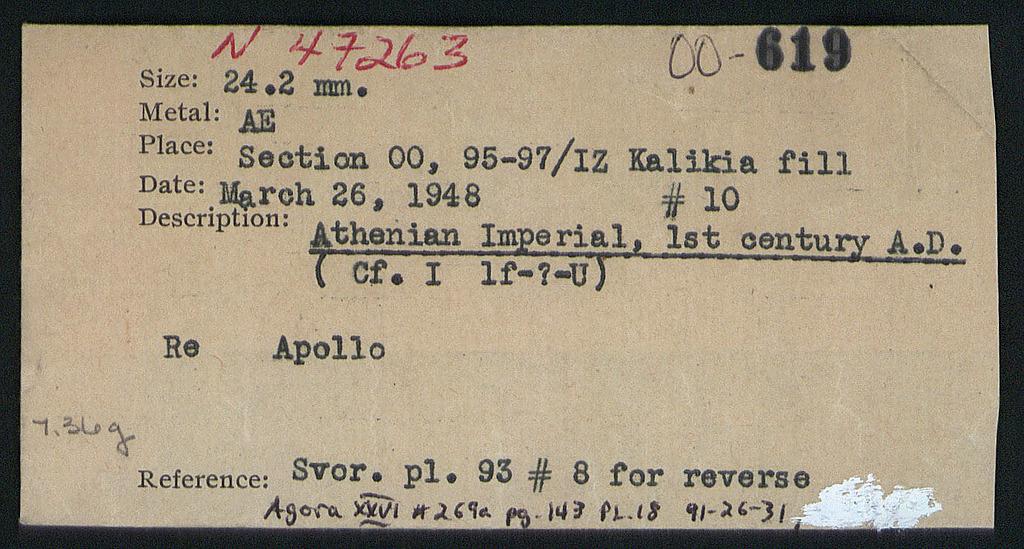 N 47263 OO-619
Size: 24.2 mm.
Metal: AE
Place: Section OO, 95-97/IZ Kalikia fill
Date: March 26, 1948 # 10
Description: Athenian Imperial, 1st century A.D.
( Cf. I 1f-?-U)
Re Apollo
7.36g
Reference: Svor. pl. 93 # 8 for reverse
Agora XXVI #269a pg. 143 PL.18 91-26-31